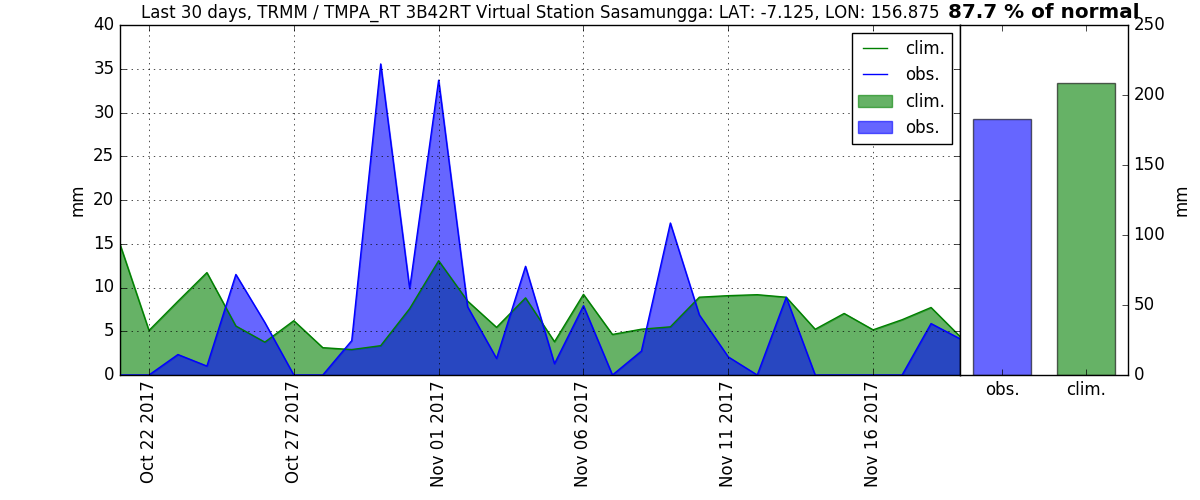 Last 30 days, TRMM / TMPA_RT 3B42RT Virtual Station Sasamungga: LAT: -7.125, LON: 156.875
87.7 % of normal
40
35
30
25
20
15
10
5
0
mm
clim.
obs.
clim.
obs.
Oct 22 2017
Oct 27 2017
Nov 01 2017
Nov 06 2017
Nov 11 2017
Nov 16 2017
250
200
150
100
50
0
mm
obs.
clim.